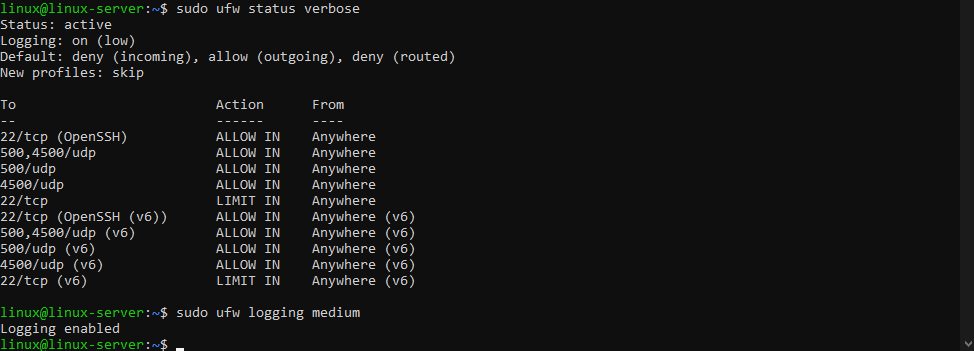 linux@linux-server:~$ sudo ufw status verbose
Status: active
Logging: on (low)
Default: deny (incoming), allow (outgoing), deny (routed)
New profiles: skip

To                         Action      From
--                         ------      ----
22/tcp (OpenSSH)           ALLOW IN    Anywhere
500,4500/udp               ALLOW IN    Anywhere
500/udp                    ALLOW IN    Anywhere
4500/udp                   ALLOW IN    Anywhere
22/tcp                     LIMIT IN    Anywhere
22/tcp (OpenSSH (v6))      ALLOW IN    Anywhere (v6)
500,4500/udp (v6)          ALLOW IN    Anywhere (v6)
500/udp (v6)               ALLOW IN    Anywhere (v6)
4500/udp (v6)              ALLOW IN    Anywhere (v6)
22/tcp (v6)                LIMIT IN    Anywhere (v6)

linux@linux-server:~$ sudo ufw logging medium
Logging enabled
linux@linux-server:~$